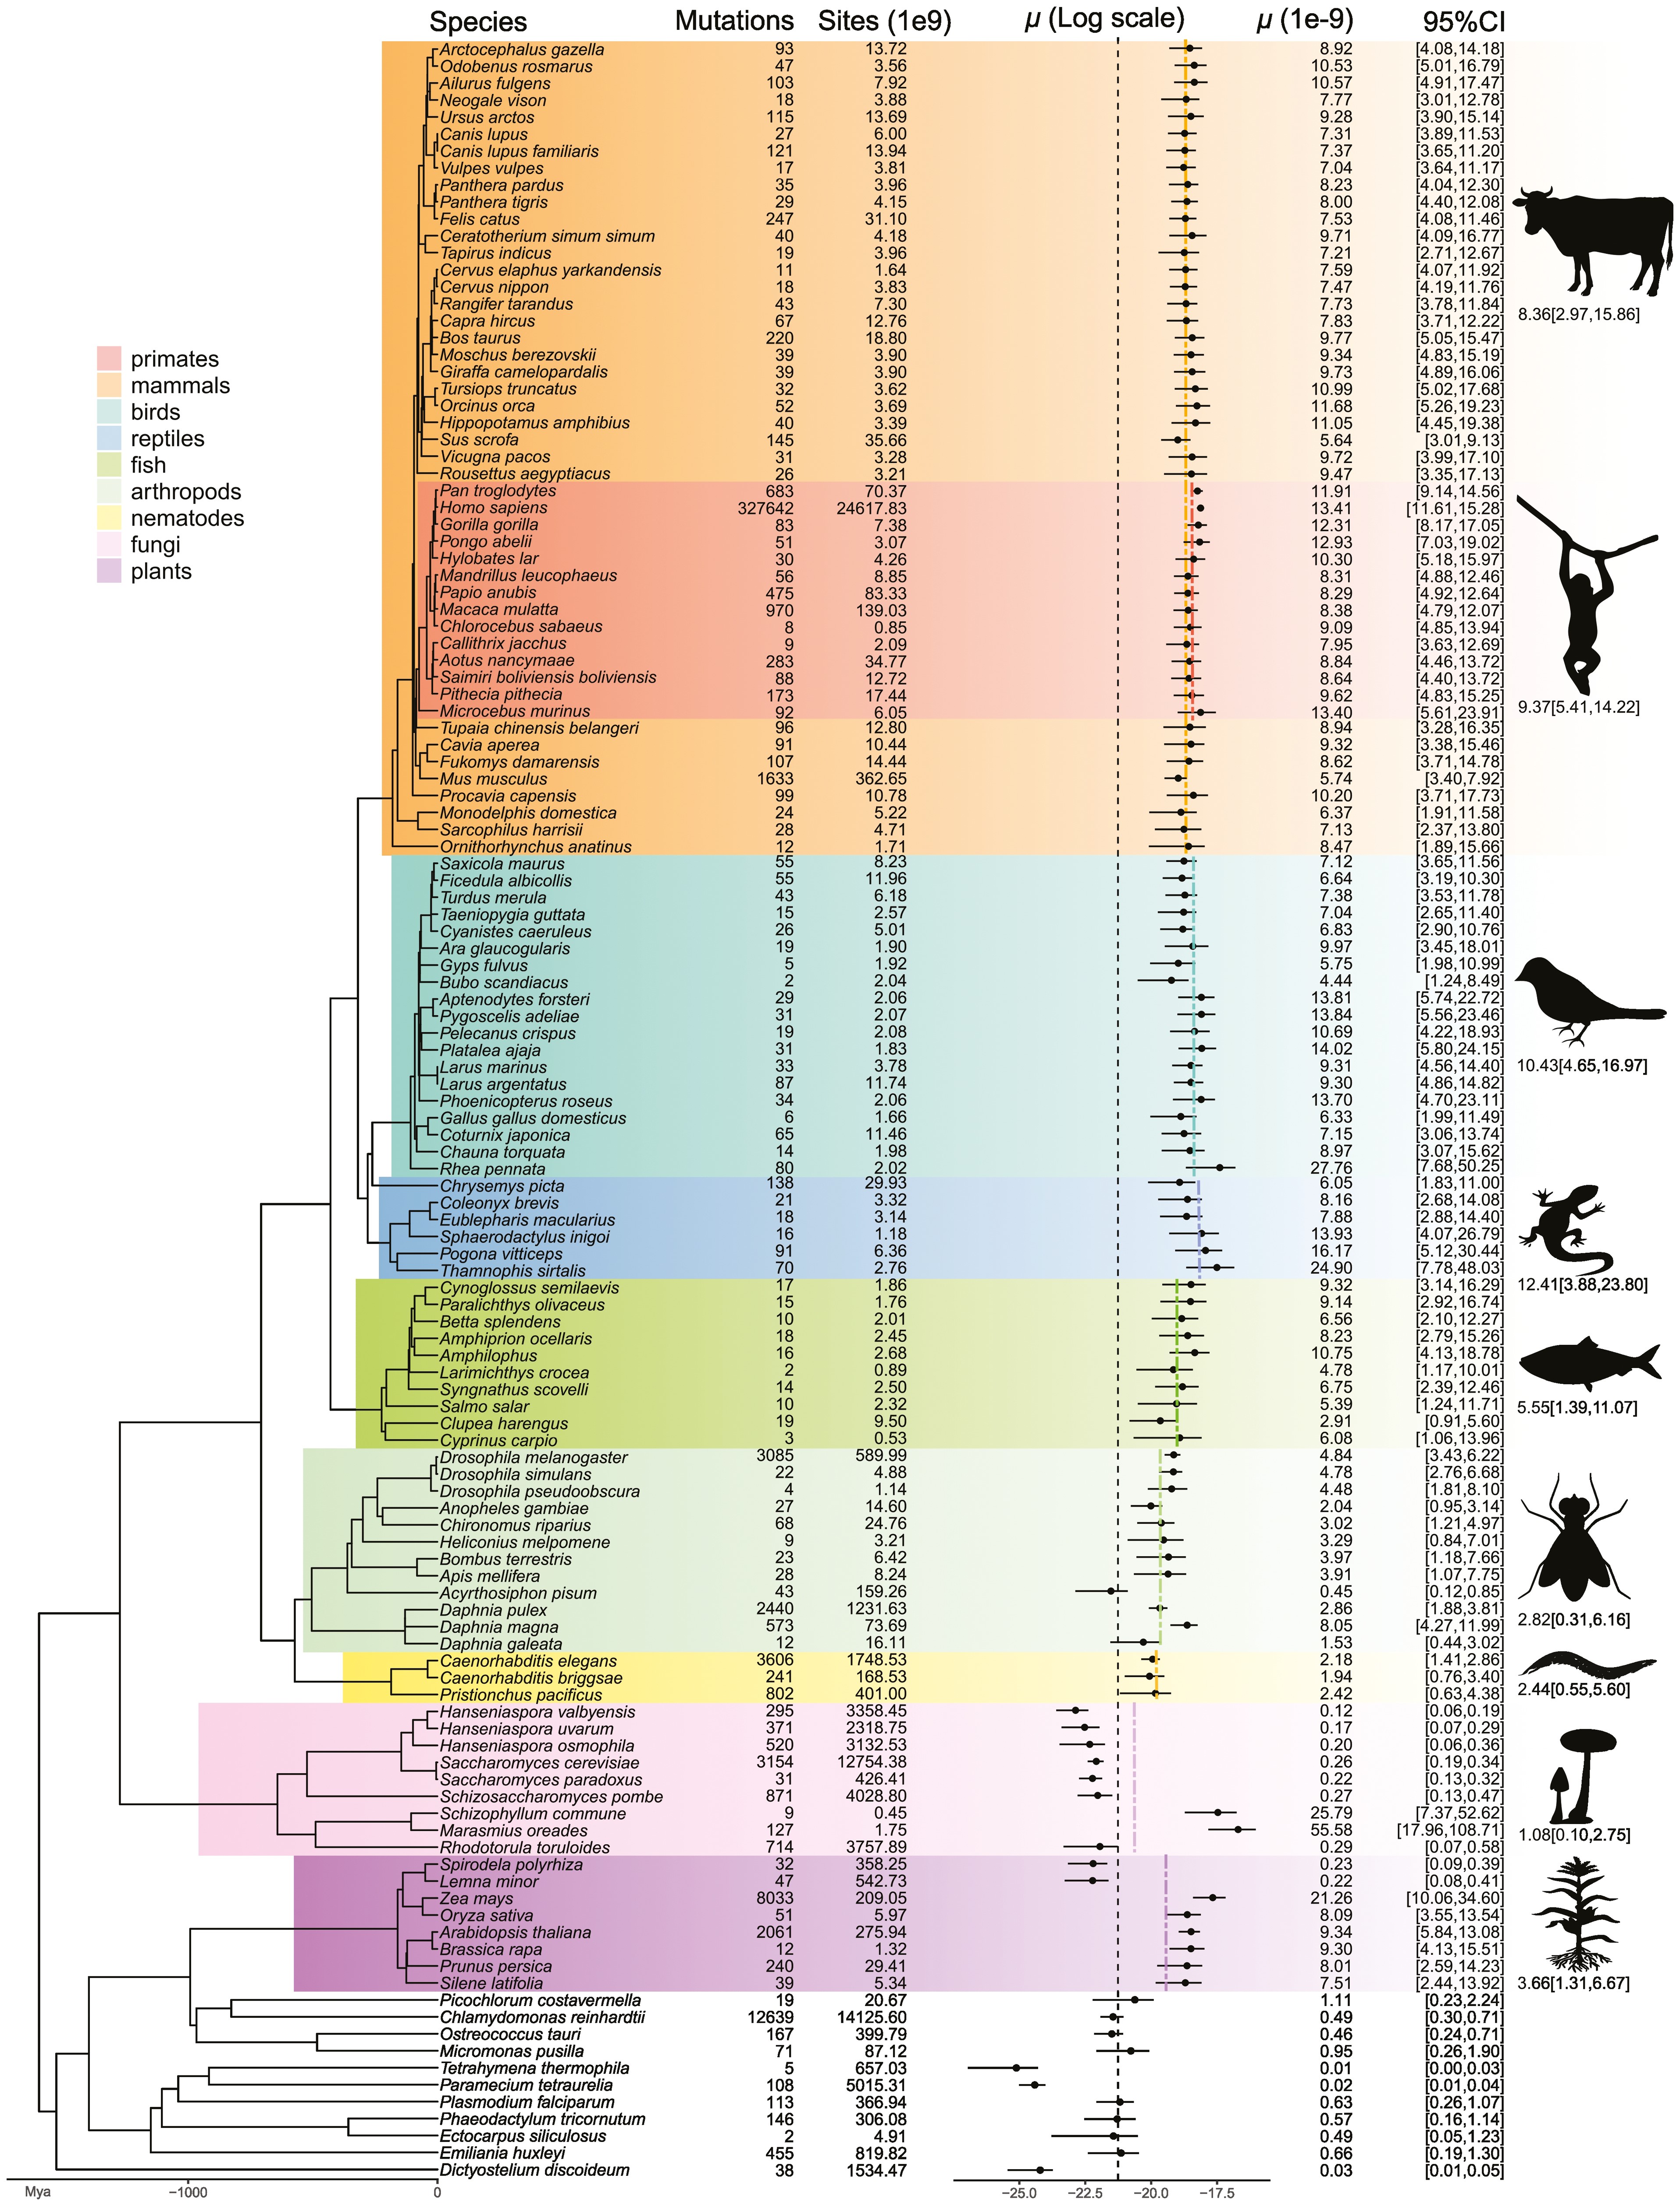 Species Mutations Sites (1e9) μ (Log scale) μ (1e-9) 95%CI
Arctocephalus gazella 93 13.72 8.92 [4.08,14.18]
Odobenus rosmarus 47 3.56 10.53 [5.01,16.79]
Ailurus fulgens 103 7.92 10.57 [4.91,17.47]
Neogale vison 18 3.88 7.77 [3.01,12.78]
Ursus arctos 115 13.69 9.28 [3.90,15.14]
Canis lupus 27 6.00 7.31 [3.89,11.53]
Canis lupus familiaris 121 13.94 7.37 [3.65,11.20]
Vulpes vulpes 17 3.81 7.04 [3.64,11.17]
Panthera pardus 35 3.96 8.23 [4.04,12.30]
Panthera tigris 29 4.15 8.00 [4.40,12.08]
Felis catus 247 31.10 7.53 [4.08,11.46]
Ceratotherium simum simum 40 4.18 9.71 [4.09,16.77]
Tapirus indicus 19 3.96 7.21 [2.71,12.67]
Cervus elaphus yarkandensis 11 1.64 7.59 [4.07,11.92]
Cervus nippon 18 3.83 7.47 [4.19,11.76]
Rangifer tarandus 43 7.30 7.73 [3.78,11.84]
8.36[2.97,15.86]
Capra hircus 67 12.76 7.83 [3.71,12.22]
Bos taurus 220 18.80 9.77 [5.05,15.47]
Moschus berezovskii 39 3.90 9.34 [4.83,15.19]
Giraffa camelopardalis 39 3.90 9.73 [4.89,16.06]
Tursiops truncatus 32 3.62 10.99 [5.02,17.68]
Orcinus orca 52 3.69 11.68 [5.26,19.23]
Hippopotamus amphibius 40 3.39 11.05 [4.45,19.38]
Sus scrofa 145 35.66 5.64 [3.01,9.13]
Vicugna pacos 31 3.28 9.72 [3.99,17.10]
Rousettus aegyptiacus 26 3.21 9.47 [3.35,17.13]
primates
mammals
birds
reptiles
fish
arthropods
nematodes
fungi
plants
Pan troglodytes 683 70.37 11.91 [9.14,14.56]
Homo sapiens 327642 24617.83 13.41 [11.61,15.28]
Gorilla gorilla 83 7.38 12.31 [8.17,17.05]
Pongo abelii 51 3.07 12.93 [7.03,19.02]
Hylobates lar 30 4.26 10.30 [5.18,15.97]
Mandrillus leucophaeus 56 8.85 8.31 [4.88,12.46]
Papio anubis 475 83.33 8.29 [4.92,12.64]
Macaca mulatta 970 139.03 8.38 [4.79,12.07]
Chlorocebus sabaeus 8 0.85 9.09 [4.85,13.94]
Callithrix jacchus 9 2.09 7.95 [3.63,12.69]
Aotus nancymaae 283 34.77 8.84 [4.46,13.72]
Saimiri boliviensis boliviensis 88 12.72 8.64 [4.40,13.72]
Pithecia pithecia 173 17.44 9.62 [4.83,15.25]
Microcebus murinus 92 6.05 13.40 [5.61,23.91]
9.37[5.41,14.22]
Tupaia chinensis belangeri 96 12.80 8.94 [3.28,16.35]
Cavia aperea 91 10.44 9.32 [3.38,15.46]
Fukomys damarensis 107 14.44 8.62 [3.71,14.78]
Mus musculus 1633 362.65 5.74 [3.40,7.92]
Procavia capensis 99 10.78 10.20 [3.71,17.73]
Monodelphis domestica 24 5.22 6.37 [1.91,11.58]
Sarcophilus harrisii 28 4.71 7.13 [2.37,13.80]
Ornithorhynchus anatinus 12 1.71 8.47 [1.89,15.66]
Saxicola maurus 55 8.23 7.12 [3.65,11.56]
Ficedula albicollis 55 11.96 6.64 [3.19,10.30]
Turdus merula 43 6.18 7.38 [3.53,11.78]
Taeniopygia guttata 15 2.57 7.04 [2.65,11.40]
Cyanistes caeruleus 26 5.01 6.83 [2.90,10.76]
Ara glaucogularis 19 1.90 9.97 [3.45,18.01]
Gyps fulvus 5 1.92 5.75 [1.98,10.99]
Bubo scandiacus 2 2.04 4.44 [1.24,8.49]
Aptenodytes forsteri 29 2.06 13.81 [5.74,22.72]
Pygoscelis adeliae 31 2.07 13.84 [5.56,23.46]
Pelecanus crispus 19 2.08 10.69 [4.22,18.93]
Platalea ajaja 31 1.83 14.02 [5.80,24.15]
Larus marinus 33 3.78 9.31 [4.56,14.40]
10.43[4.65,16.97]
Larus argentatus 87 11.74 9.30 [4.86,14.82]
Phoenicopterus roseus 34 2.06 13.70 [4.70,23.11]
Gallus gallus domesticus 6 1.66 6.33 [1.99,11.49]
Coturnix japonica 65 11.46 7.15 [3.06,13.74]
Chauna torquata 14 1.98 8.97 [3.07,15.62]
Rhea pennata 80 2.02 27.76 [7.68,50.25]
Chrysemys picta 138 29.93 6.05 [1.83,11.00]
Coleonyx brevis 21 3.32 8.16 [2.68,14.08]
Eublepharis macularius 18 3.14 7.88 [2.88,14.40]
Sphaerodactylus inigoi 16 1.18 13.93 [4.07,26.79]
Pogona vitticeps 91 6.36 16.17 [5.12,30.44]
Thamnophis sirtalis 70 2.76 24.90 [7.78,48.03]
12.41[3.88,23.80]
Cynoglossus semilaevis 17 1.86 9.32 [3.14,16.29]
Paralichthys olivaceus 15 1.76 9.14 [2.92,16.74]
Betta splendens 10 2.01 6.56 [2.10,12.27]
Amphiprion ocellaris 18 2.45 8.23 [2.79,15.26]
Amphilophus 16 2.68 10.75 [4.13,18.78]
Larimichthys crocea 2 0.89 4.78 [1.17,10.01]
Syngnathus scovelli 14 2.50 6.75 [2.39,12.46]
Salmo salar 10 2.32 5.39 [1.24,11.71]
5.55[1.39,11.07]
Clupea harengus 19 9.50 2.91 [0.91,5.60]
Cyprinus carpio 3 0.53 6.08 [1.06,13.96]
Drosophila melanogaster 3085 589.99 4.84 [3.43,6.22]
Drosophila simulans 22 4.88 4.78 [2.76,6.68]
Drosophila pseudoobscura 4 1.14 4.48 [1.81,8.10]
Anopheles gambiae 27 14.60 2.04 [0.95,3.14]
Chironomus riparius 68 24.76 3.02 [1.21,4.97]
Heliconius melpomene 9 3.21 3.29 [0.84,7.01]
Bombus terrestris 23 6.42 3.97 [1.18,7.66]
Apis mellifera 28 8.24 3.91 [1.07,7.75]
Acyrthosiphon pisum 43 159.26 0.45 [0.12,0.85]
Daphnia pulex 2440 1231.63 2.86 [1.88,3.81]
2.82[0.31,6.16]
Daphnia magna 573 73.69 8.05 [4.27,11.99]
Daphnia galeata 12 16.11 1.53 [0.44,3.02]
Caenorhabditis elegans 3606 1748.53 2.18 [1.41,2.86]
Caenorhabditis briggsae 241 168.53 1.94 [0.76,3.40]
2.44[0.55,5.60]
Pristionchus pacificus 802 401.00 2.42 [0.63,4.38]
Hanseniaspora valbyensis 295 3358.45 0.12 [0.06,0.19]
Hanseniaspora uvarum 371 2318.75 0.17 [0.07,0.29]
Hanseniaspora osmophila 520 3132.53 0.20 [0.06,0.36]
Saccharomyces cerevisiae 3154 12754.38 0.26 [0.19,0.34]
Saccharomyces paradoxus 31 426.41 0.22 [0.13,0.32]
Schizosaccharomyces pombe 871 4028.80 0.27 [0.13,0.47]
Schizophyllum commune 9 0.45 25.79 [7.37,52.62]
Marasmius oreades 127 1.75 55.58 [17.96,108.71]
1.08[0.10,2.75]
Rhodotorula toruloides 714 3757.89 0.29 [0.07,0.58]
Spirodela polyrhiza 32 358.25 0.23 [0.09,0.39]
Lemna minor 47 542.73 0.22 [0.08,0.41]
Zea mays 8033 209.05 21.26 [10.06,34.60]
Oryza sativa 51 5.97 8.09 [3.55,13.54]
Arabidopsis thaliana 2061 275.94 9.34 [5.84,13.08]
Brassica rapa 12 1.32 9.30 [4.13,15.51]
Prunus persica 240 29.41 8.01 [2.59,14.23]
Silene latifolia 39 5.34 7.51 [2.44,13.92]
3.66[1.31,6.67]
Picochlorum costavermella 19 20.67 1.11 [0.23,2.24]
Chlamydomonas reinhardtii 12639 14125.60 0.49 [0.30,0.71]
Ostreococcus tauri 167 399.79 0.46 [0.24,0.71]
Micromonas pusilla 71 87.12 0.95 [0.26,1.90]
Tetrahymena thermophila 5 657.03 0.01 [0.00,0.03]
Paramecium tetraurelia 108 5015.31 0.02 [0.01,0.04]
Plasmodium falciparum 113 366.94 0.63 [0.26,1.07]
Phaeodactylum tricornutum 146 306.08 0.57 [0.16,1.14]
Ectocarpus siliculosus 2 4.91 0.49 [0.05,1.23]
Emiliania huxleyi 455 819.82 0.66 [0.19,1.30]
Dictyostelium discoideum 38 1534.47 0.03 [0.01,0.05]
Mya −1000 0 −25.0 −22.5 −20.0 −17.5